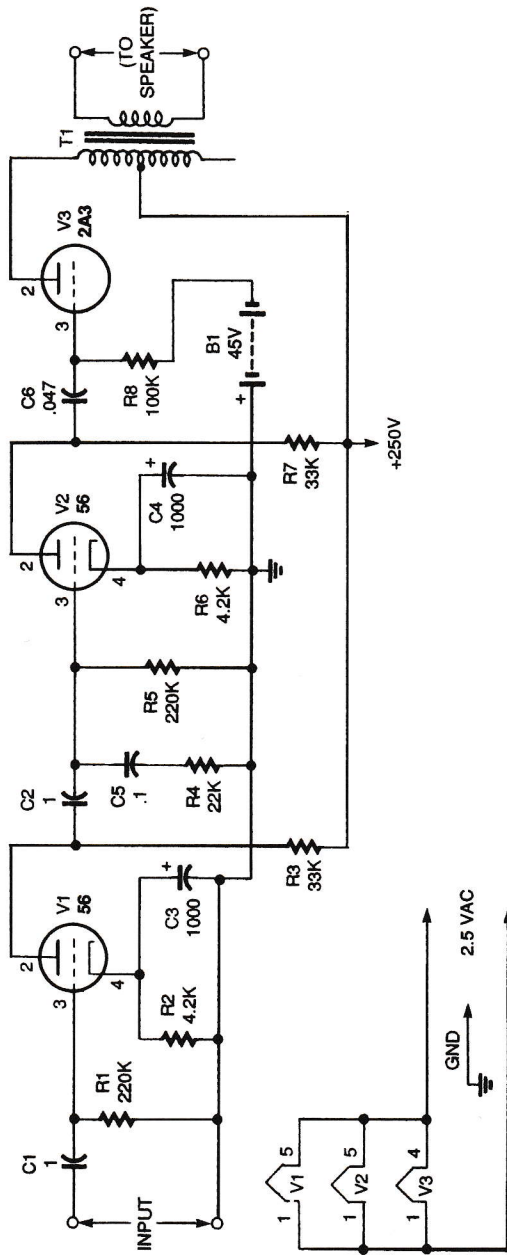 C1
1
INPUT
R1
220K
3
2
V1
56
4
R2
4.2K
+
C3
1000
C2
1
R3
33K
C5
.1
R4
22K
R5
220K
3
2
V2
56
4
R6
4.2K
+
C4
1000
C6
.047
R7
33K
+250V
R8
100K
+
B1
45V
3
2
V3
2A3
T1
(TO
SPEAKER)
1
V1
5
1
V2
5
1
V3
4
GND
2.5 VAC